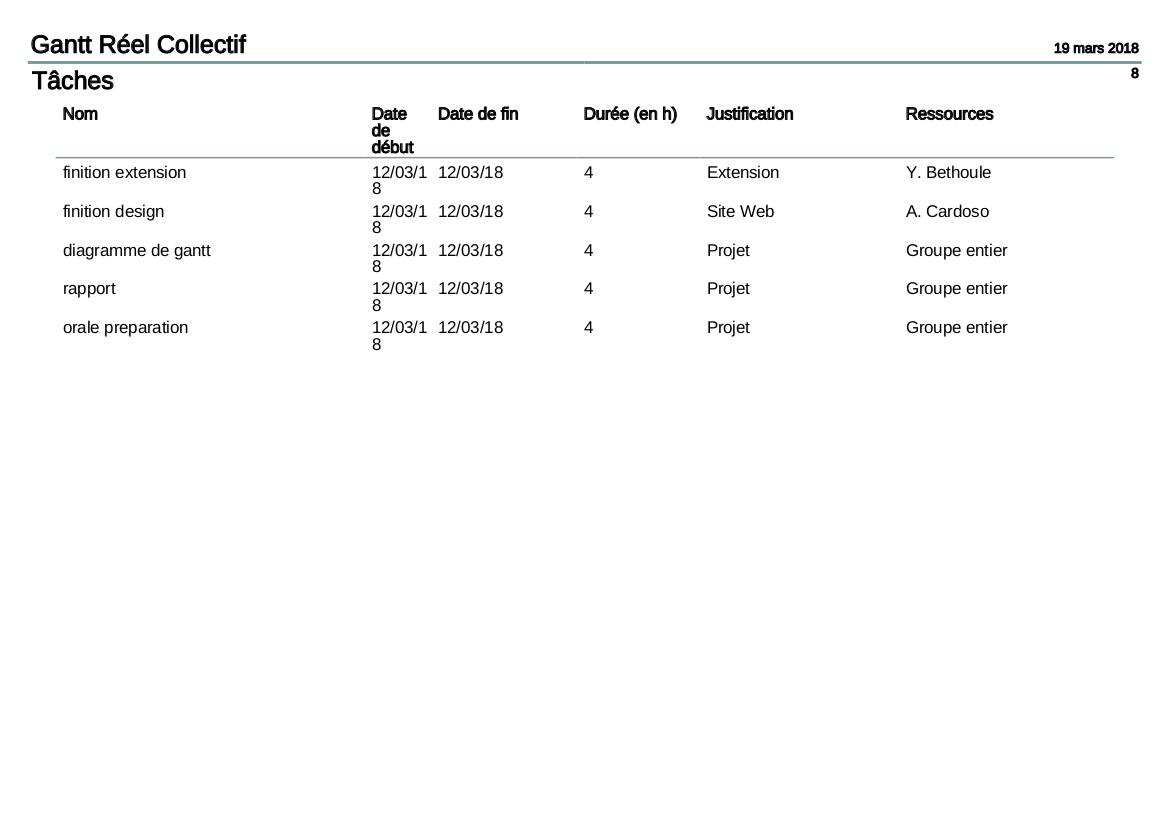 Gantt Réel Collectif 19 mars 2018
Tâches 8
Nom Date de début Date de fin Durée (en h) Justification Ressources
finition extension 12/03/18 12/03/18 4 Extension Y. Bethoule
finition design 12/03/18 12/03/18 4 Site Web A. Cardoso
diagramme de gantt 12/03/18 12/03/18 4 Projet Groupe entier
rapport 12/03/18 12/03/18 4 Projet Groupe entier
orale preparation 12/03/18 12/03/18 4 Projet Groupe entier